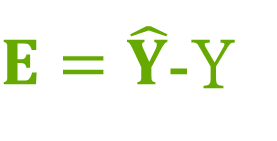 E = Ŷ-Y